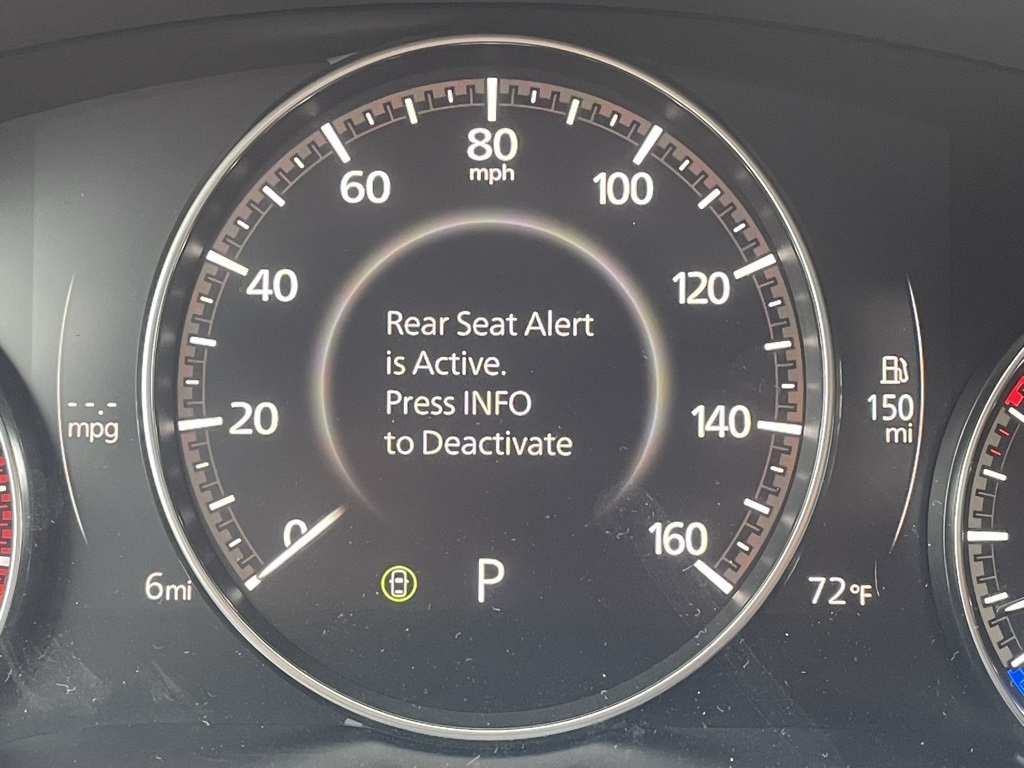 80
mph
60
100
40
120
Rear Seat Alert
is Active.
Press INFO
to Deactivate
--.-
mpg
150
mi
20
140
0
160
6mi
P
72°F